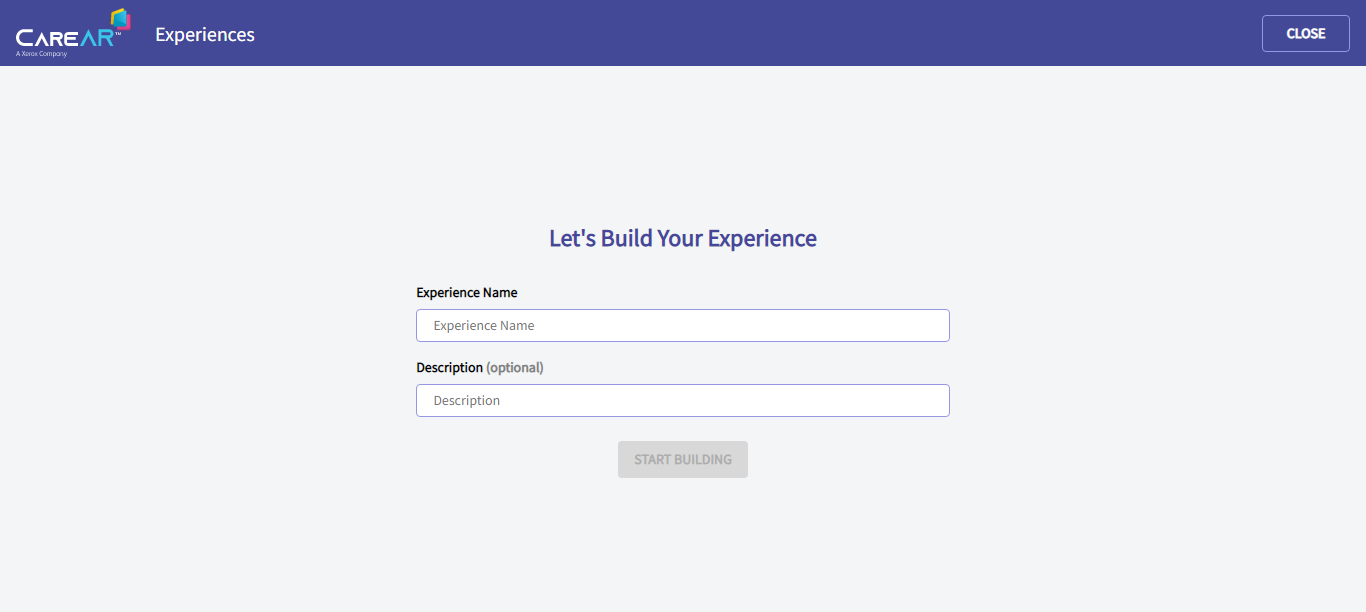 CAREAR™
A Xerox Company
Experiences
CLOSE
Let's Build Your Experience
Experience Name
Experience Name
Description (optional)
Description
START BUILDING